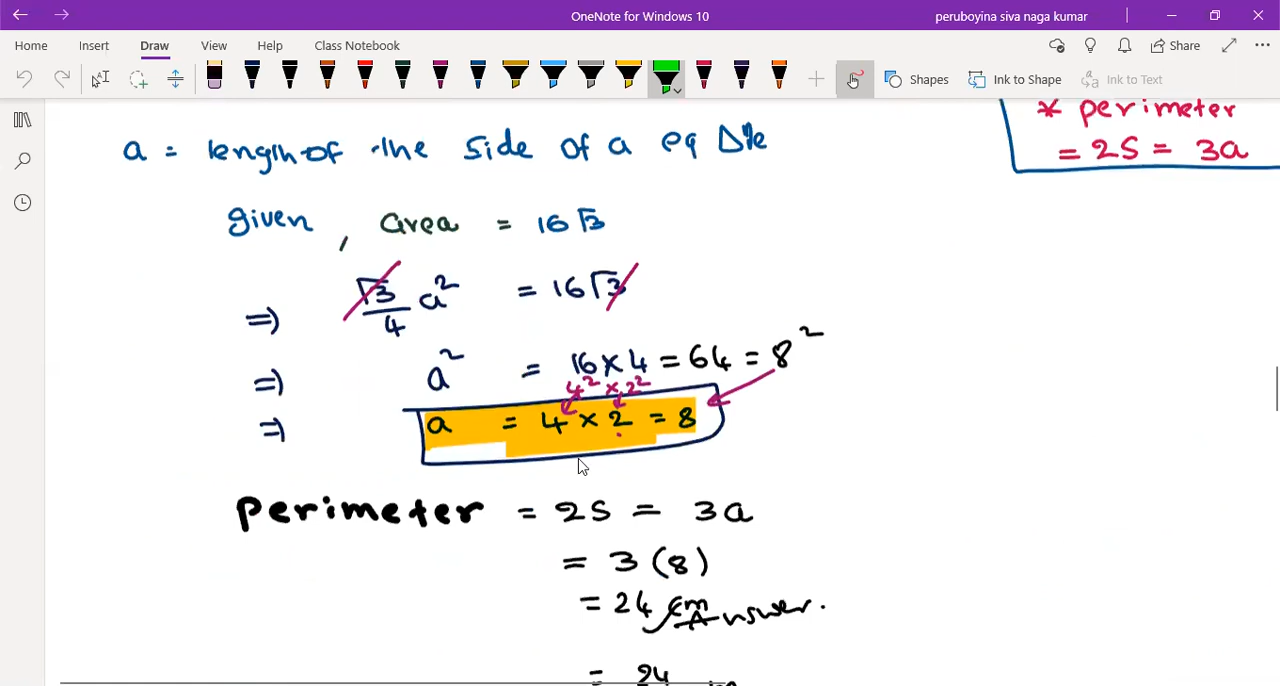 OneNote for Windows 10
peruboyina siva naga kumar
Home Insert Draw View Help Class Notebook Share
Shapes Ink to Shape Ink to Text
* perimeter
= 2S = 3a
a = length of the side of a eq Δle
given, area = 16√3
⇒ √3/4 a² = 16√3
⇒ a² = 16×4 = 64 = 8²
4² × 2²
⇒ a = 4 × 2 = 8
perimeter = 2S = 3a
= 3 (8)
= 24 cm Answer.
= 24